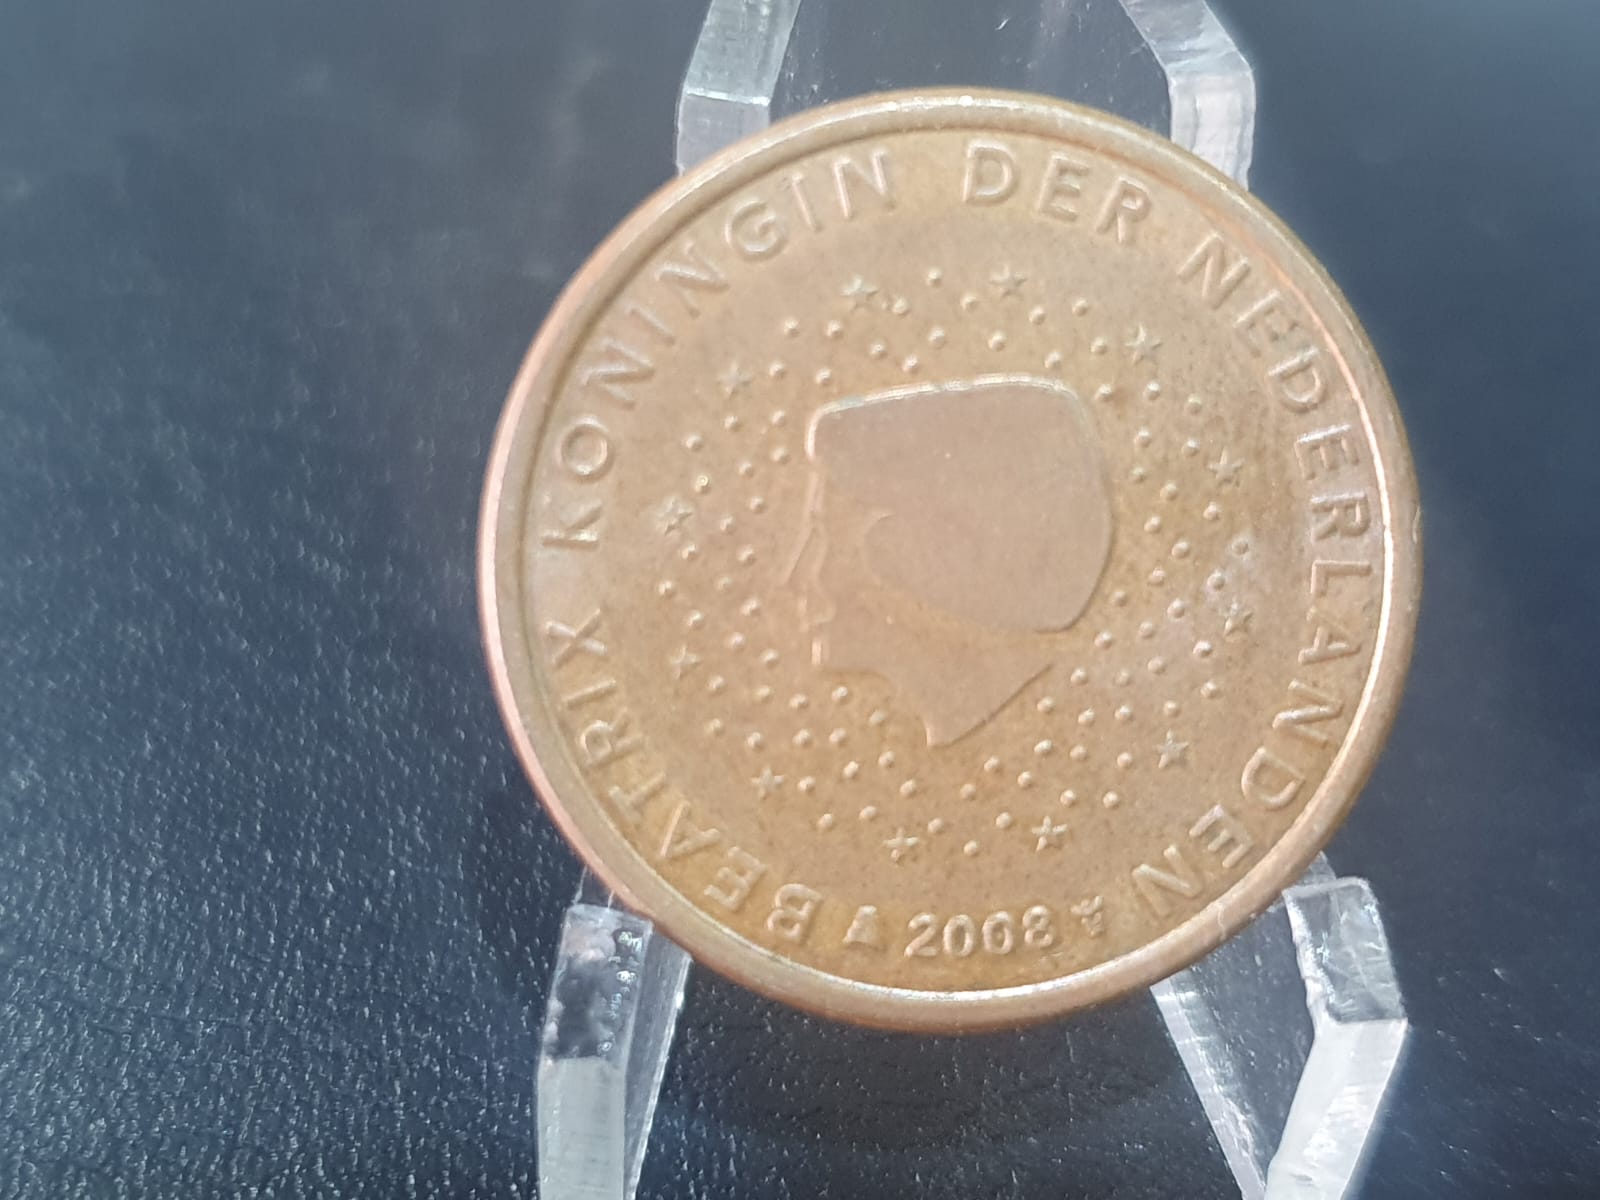 BEATRIX KONINGIN DER NEDERLANDEN
2008